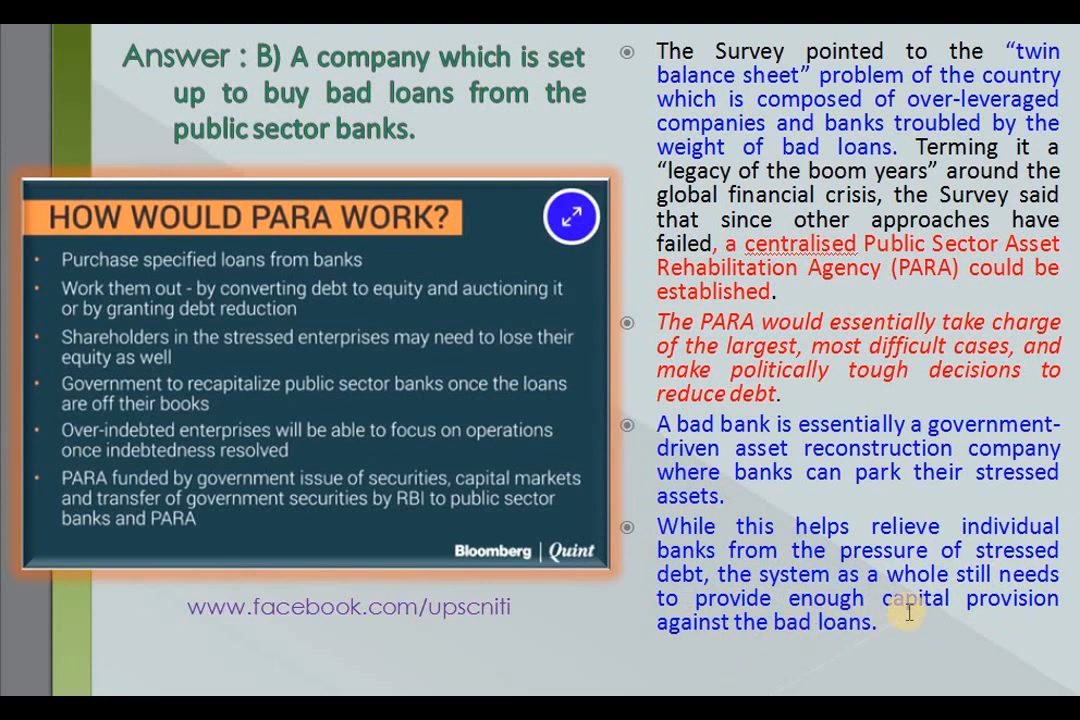 Answer : B) A company which is set
up to buy bad loans from the
public sector banks.
HOW WOULD PARA WORK?
• Purchase specified loans from banks
• Work them out - by converting debt to equity and auctioning it
or by granting debt reduction
• Shareholders in the stressed enterprises may need to lose their
equity as well
• Government to recapitalize public sector banks once the loans
are off their books
• Over-indebted enterprises will be able to focus on operations
once indebtedness resolved
• PARA funded by government issue of securities, capital markets
and transfer of government securities by RBI to public sector
banks and PARA
Bloomberg | Quint
www.facebook.com/upscniti
The Survey pointed to the “twin
balance sheet” problem of the country
which is composed of over-leveraged
companies and banks troubled by the
weight of bad loans. Terming it a
“legacy of the boom years” around the
global financial crisis, the Survey said
that since other approaches have
failed, a centralised Public Sector Asset
Rehabilitation Agency (PARA) could be
established.
The PARA would essentially take charge
of the largest, most difficult cases, and
make politically tough decisions to
reduce debt.
A bad bank is essentially a government-
driven asset reconstruction company
where banks can park their stressed
assets.
While this helps relieve individual
banks from the pressure of stressed
debt, the system as a whole still needs
to provide enough capital provision
against the bad loans.